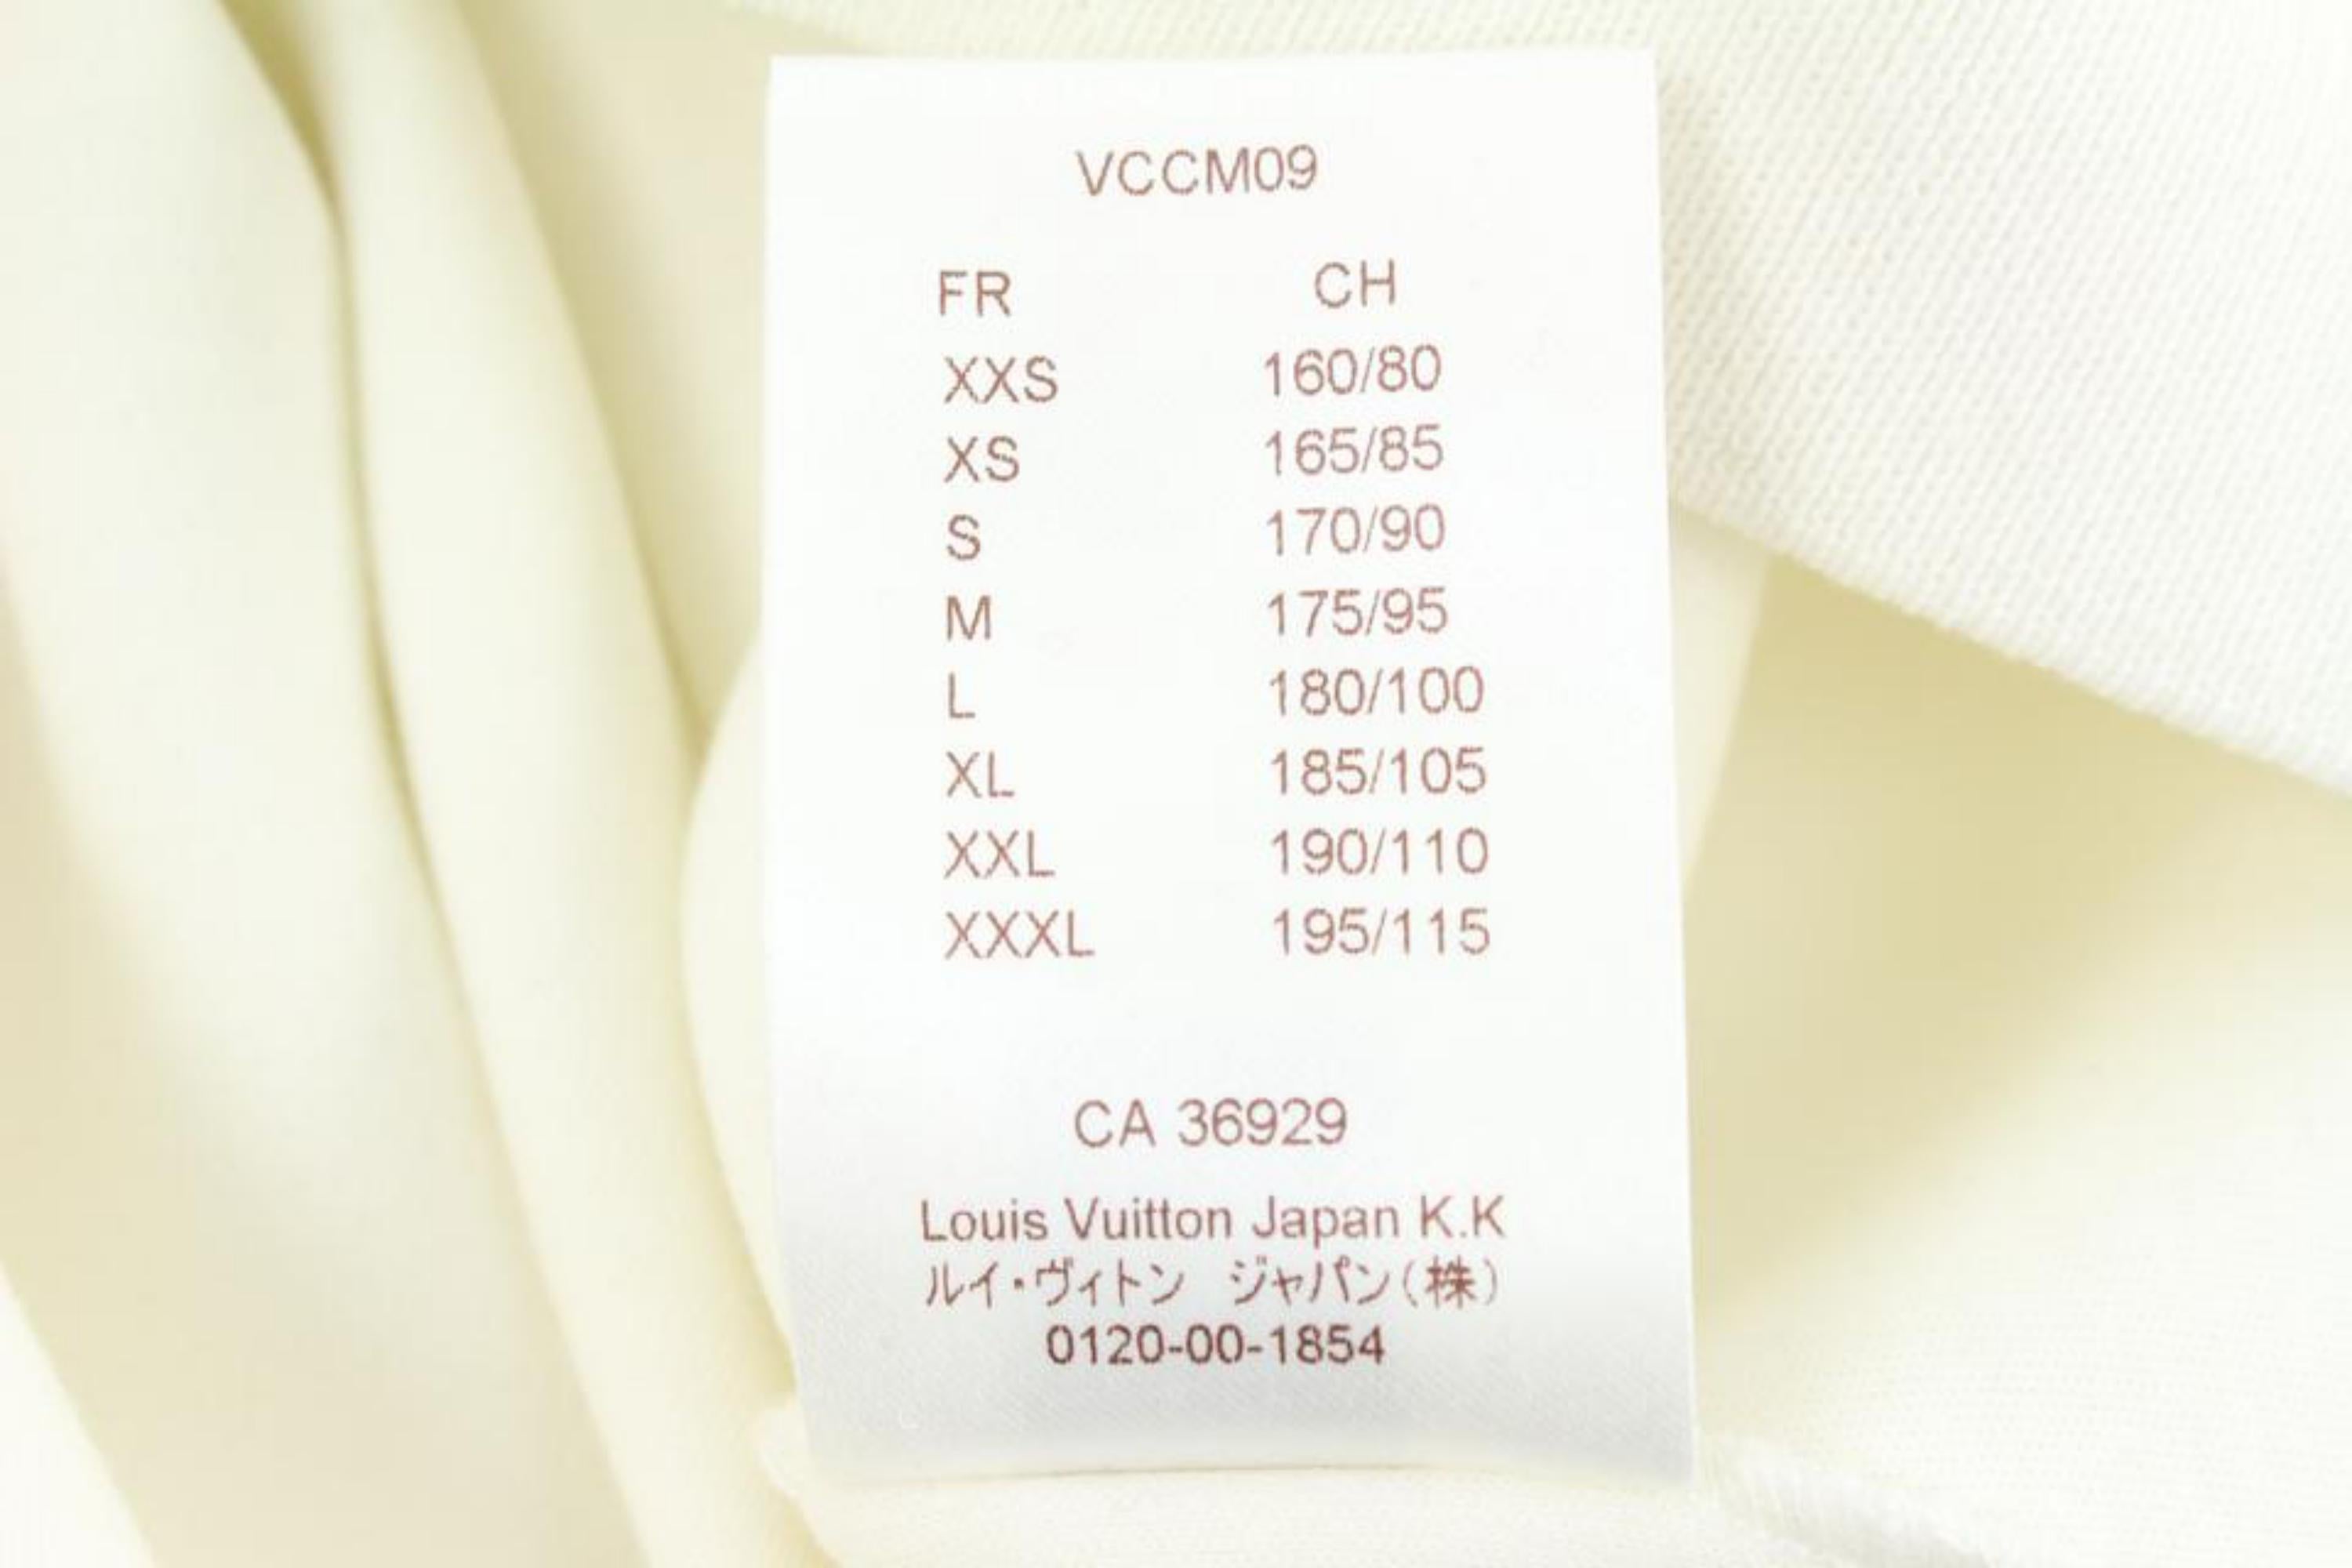 VCCM09
FR CH
XXS 160/80
XS 165/85
S 170/90
M 175/95
L 180/100
XL 185/105
XXL 190/110
XXXL 195/115
CA 36929
Louis Vuitton Japan K.K
ルイ・ヴィトン　ジャパン（株）
0120-00-1854